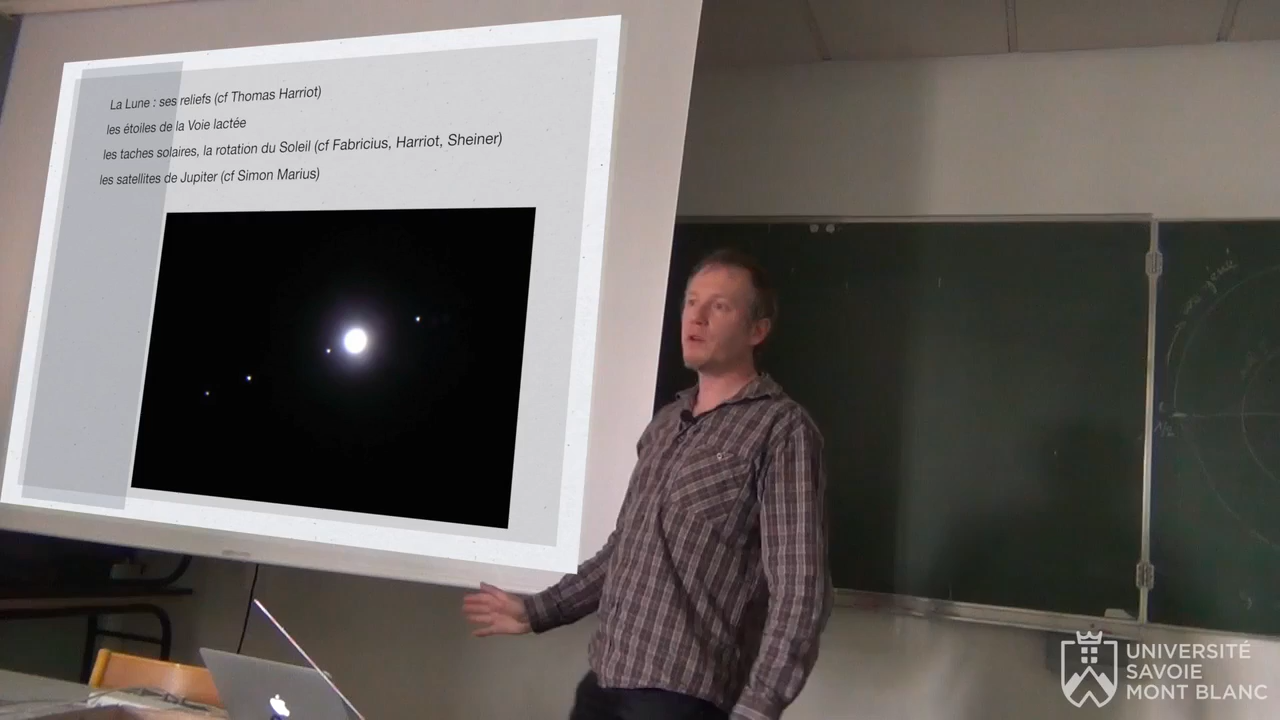 La Lune : ses reliefs (cf Thomas Harriot)
les étoiles de la Voie lactée
les taches solaires, la rotation du Soleil (cf Fabricius, Harriot, Sheiner)
les satellites de Jupiter (cf Simon Marius)
UNIVERSITÉ
SAVOIE
MONT BLANC